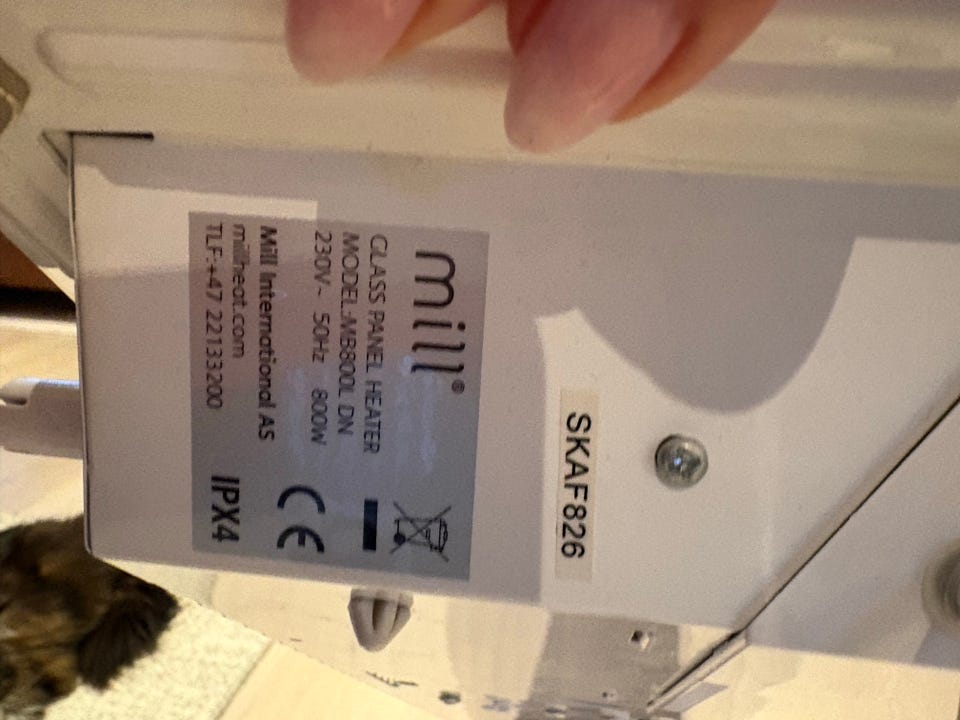 mill®
GLASS PANEL HEATER
MODEL:MB800L DN
230V~ 50Hz 800W
Mill International AS
millheat.com
TLF:+47 22133200
CE
IPX4
SKAF826